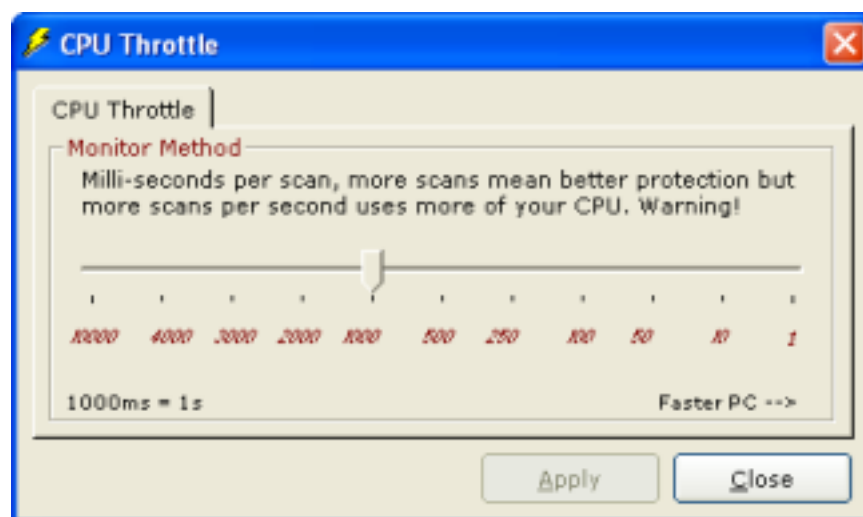 CPU Throttle
CPU Throttle
Monitor Method
Milli-seconds per scan, more scans mean better protection but
more scans per second uses more of your CPU. Warning!
10000 4000 3000 2000 1000 500 250 100 50 10 1
1000ms = 1s Faster PC -->
Apply Close